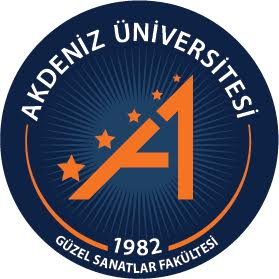 AKDENİZ ÜNİVERSİTESİ
1982
GÜZEL SANATLAR FAKÜLTESİ